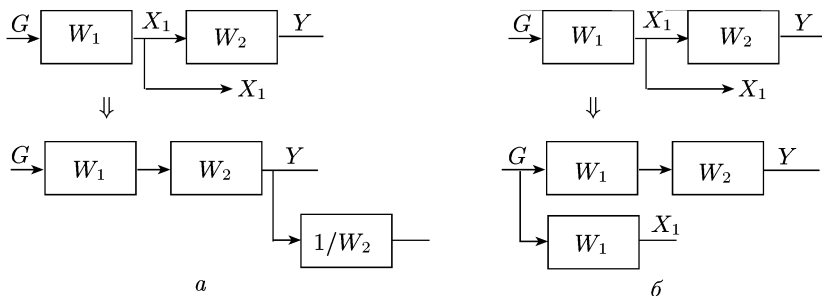 G W₁ X₁ W₂ Y
X₁
⇓
G W₁ W₂ Y
1/W₂
а
G W₁ X₁ W₂ Y
X₁
⇓
G W₁ W₂ Y
W₁ X₁
б